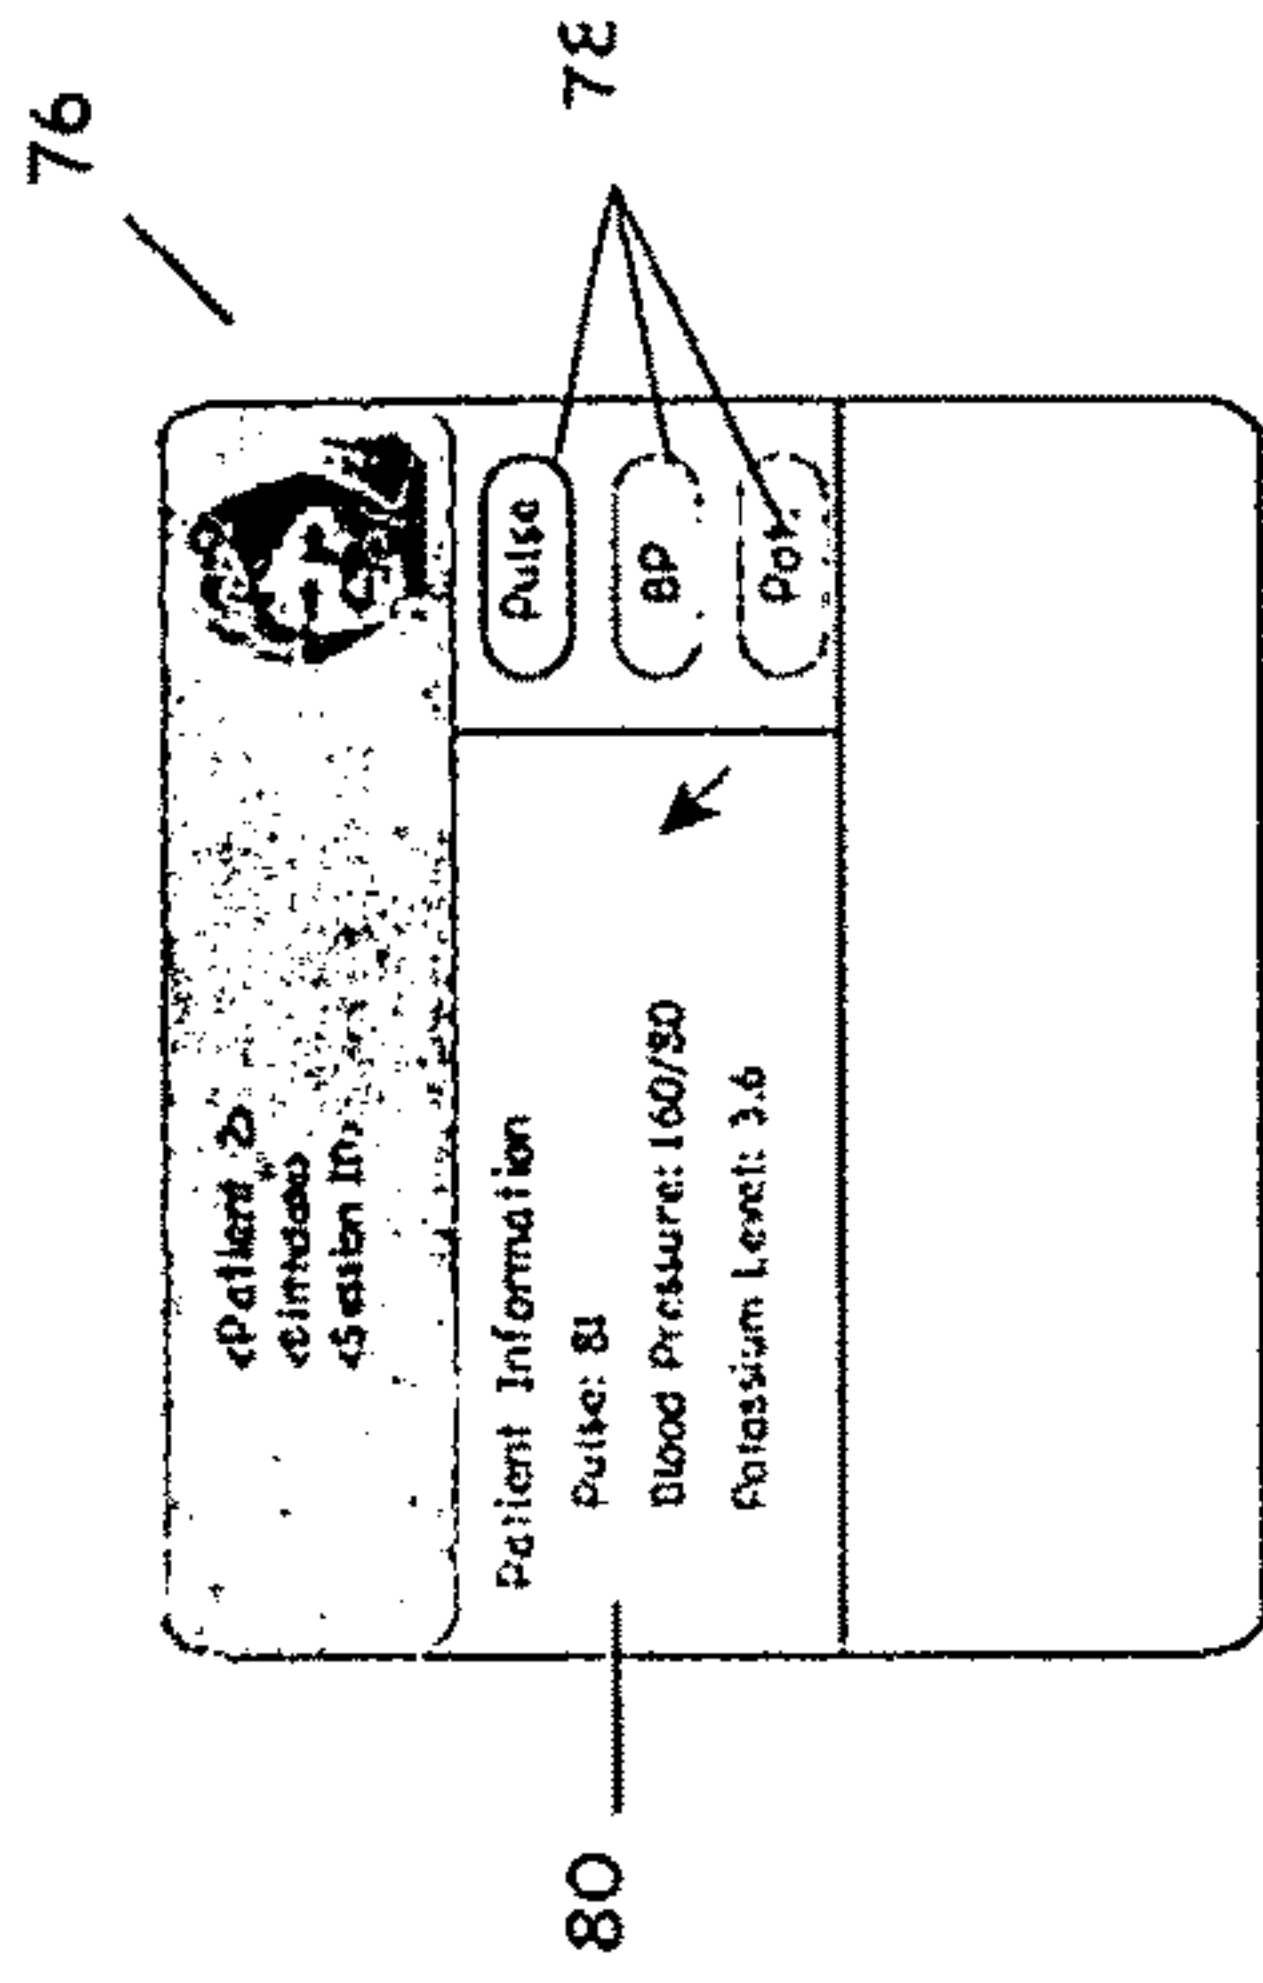 76
<Patient 2>
Patient Information
Pulse: 81
Blood Pressure: 160/80
Potassium Level: 3.6
Pulse
BP
Pot.
78
80